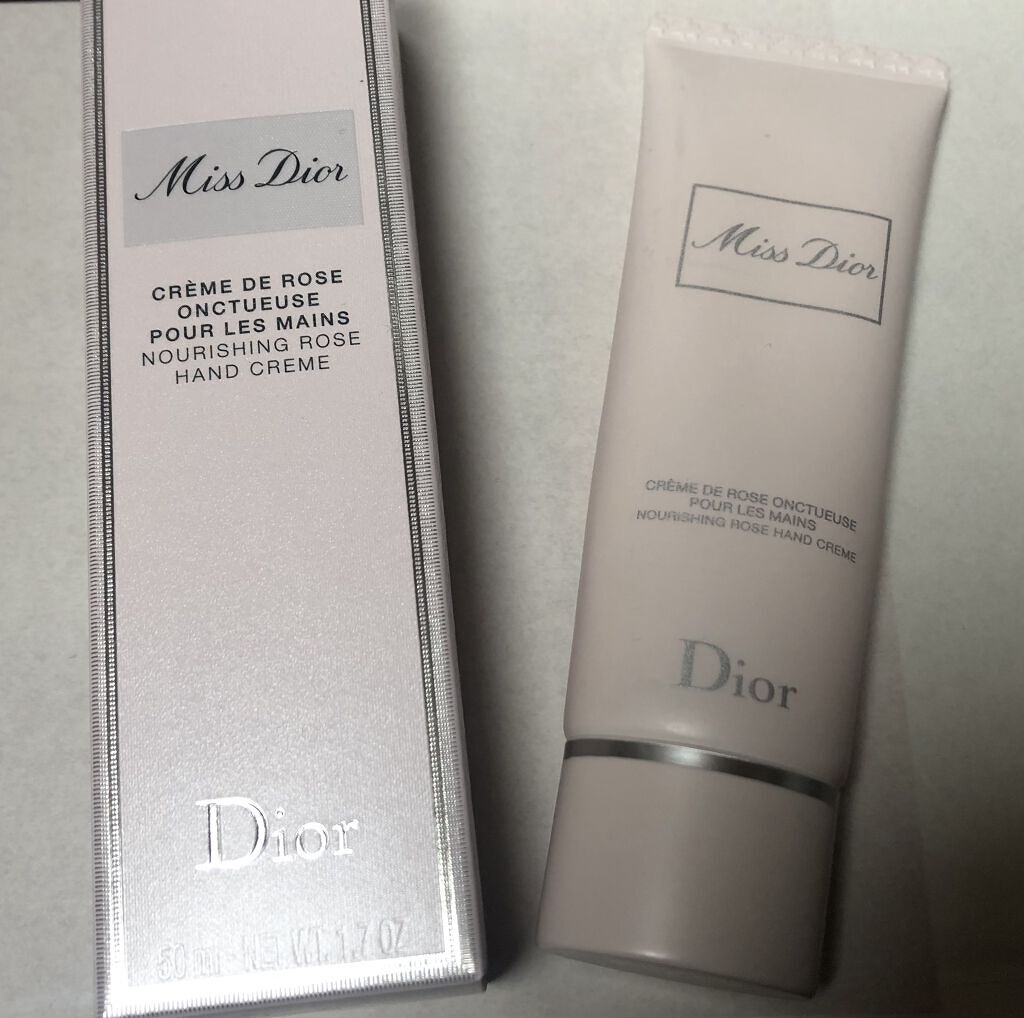 Miss Dior
CRÈME DE ROSE
ONCTUEUSE
POUR LES MAINS
NOURISHING ROSE
HAND CREME
Dior
50 ml NET WT. 1.7 OZ
Miss Dior
CRÈME DE ROSE ONCTUEUSE
POUR LES MAINS
NOURISHING ROSE HAND CREME
Dior